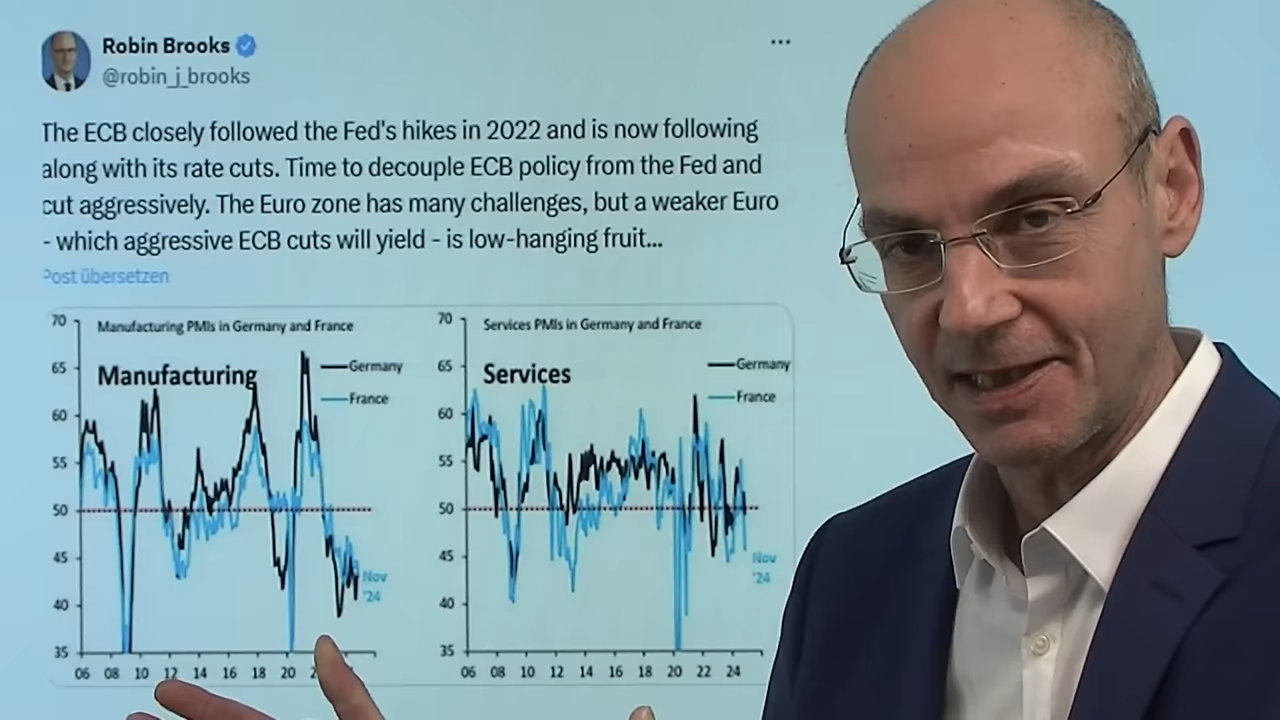 Robin Brooks
...
@robin_j_brooks
The ECB closely followed the Fed's hikes in 2022 and is now following
along with its rate cuts. Time to decouple ECB policy from the Fed and
cut aggressively. The Euro zone has many challenges, but a weaker Euro
- which aggressive ECB cuts will yield - is low-hanging fruit...
Post übersetzen
Manufacturing PMIs in Germany and France
Manufacturing
Germany
France
70
65
60
55
50
45
40
35
Nov
'24
06 08 10 12 14 16 18 20
Services PMIs in Germany and France
Services
Germany
France
70
65
60
55
50
45
40
35
Nov
'24
06 08 10 12 14 16 18 20 22 24